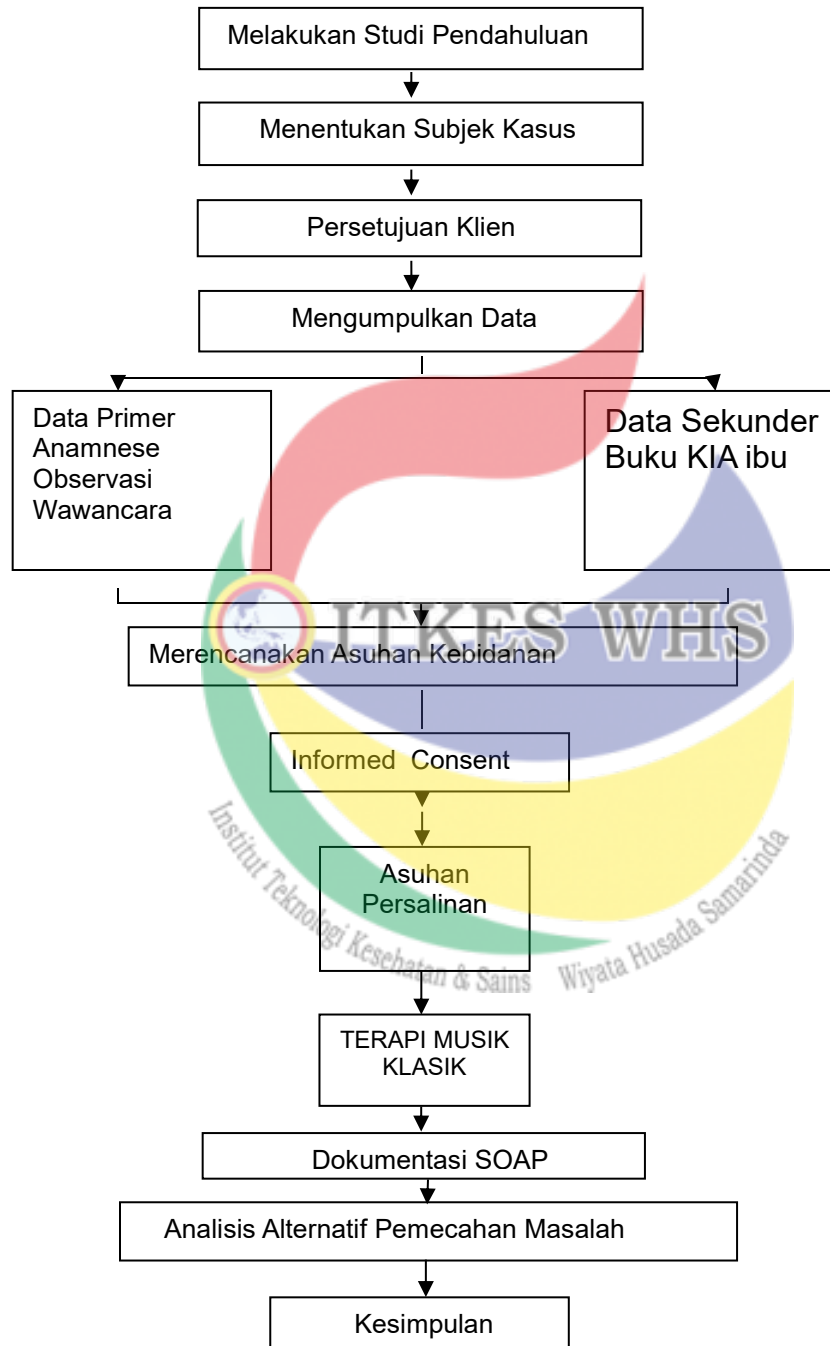 Melakukan Studi Pendahuluan
Menentukan Subjek Kasus
Persetujuan Klien
Mengumpulkan Data
Data Primer
Anamnese
Observasi
Wawancara
Data Sekunder
Buku KIA ibu
ITKES WHS
Merencanakan Asuhan Kebidanan
Informed Consent
Asuhan
Persalinan
Institut Teknologi Kesehatan & Sains Wiyata Husada Samarinda
TERAPI MUSIK
KLASIK
Dokumentasi SOAP
Analisis Alternatif Pemecahan Masalah
Kesimpulan